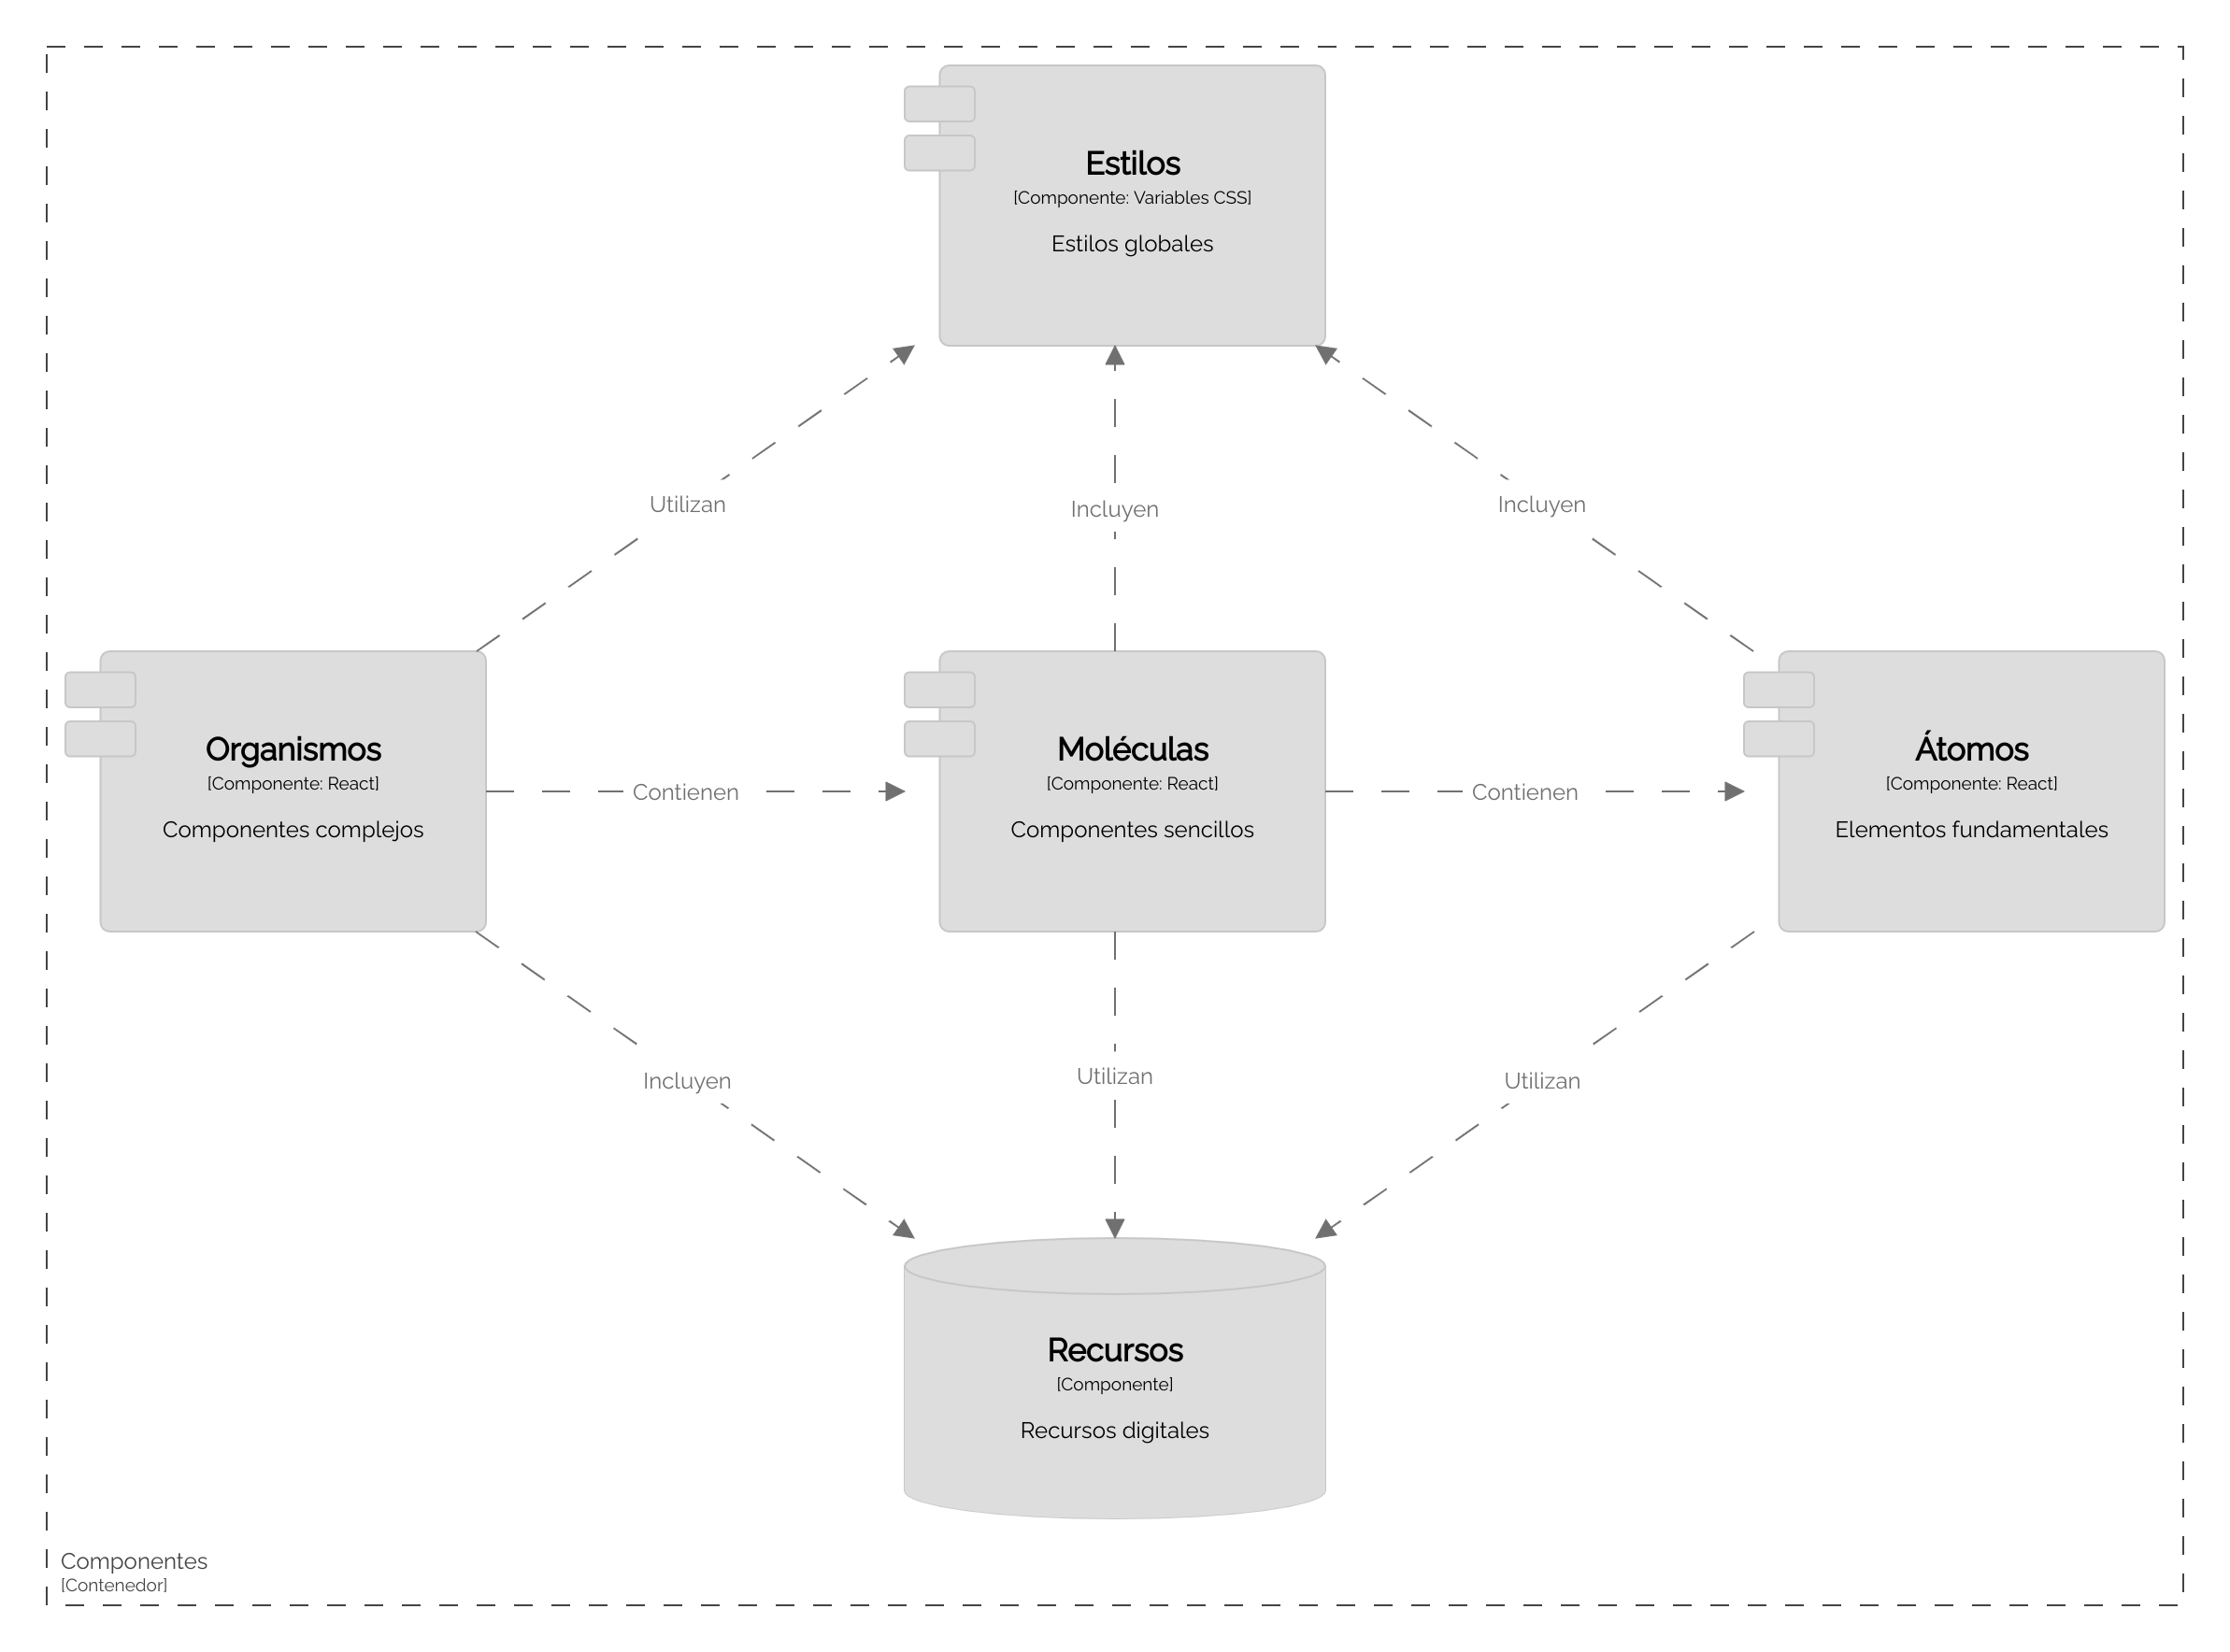 Estilos
[Componente: Variables CSS]
Estilos globales
Utilizan
Incluyen
Incluyen
Organismos
[Componente: React]
Componentes complejos
Contienen
Moléculas
[Componente: React]
Componentes sencillos
Contienen
Átomos
[Componente: React]
Elementos fundamentales
Incluyen
Utilizan
Utilizan
Recursos
[Componente]
Recursos digitales
Componentes
[Contenedor]